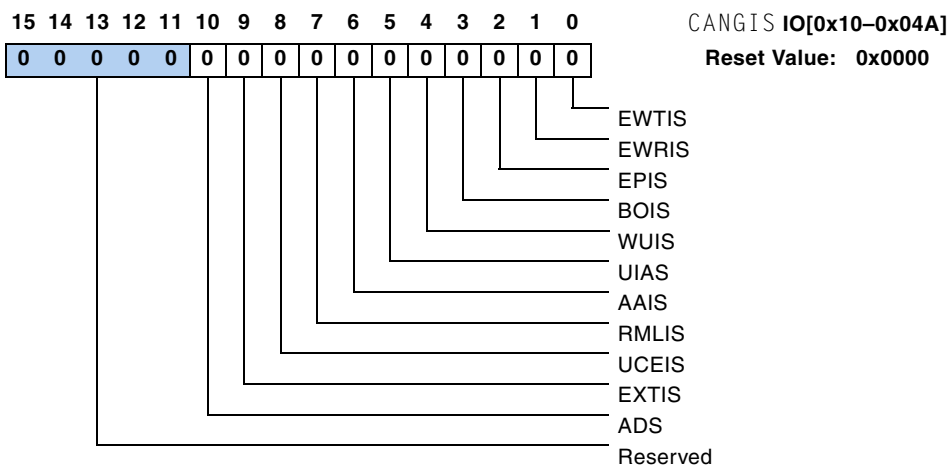 15 14 13 12 11 10 9 8 7 6 5 4 3 2 1 0
CANGIS IO[0x10–0x04A]
0 0 0 0 0 0 0 0 0 0 0 0 0 0 0 0
Reset Value: 0x0000
EWTIS
EWRIS
EPIS
BOIS
WUIS
UIAS
AAIS
RMLIS
UCEIS
EXTIS
ADS
Reserved